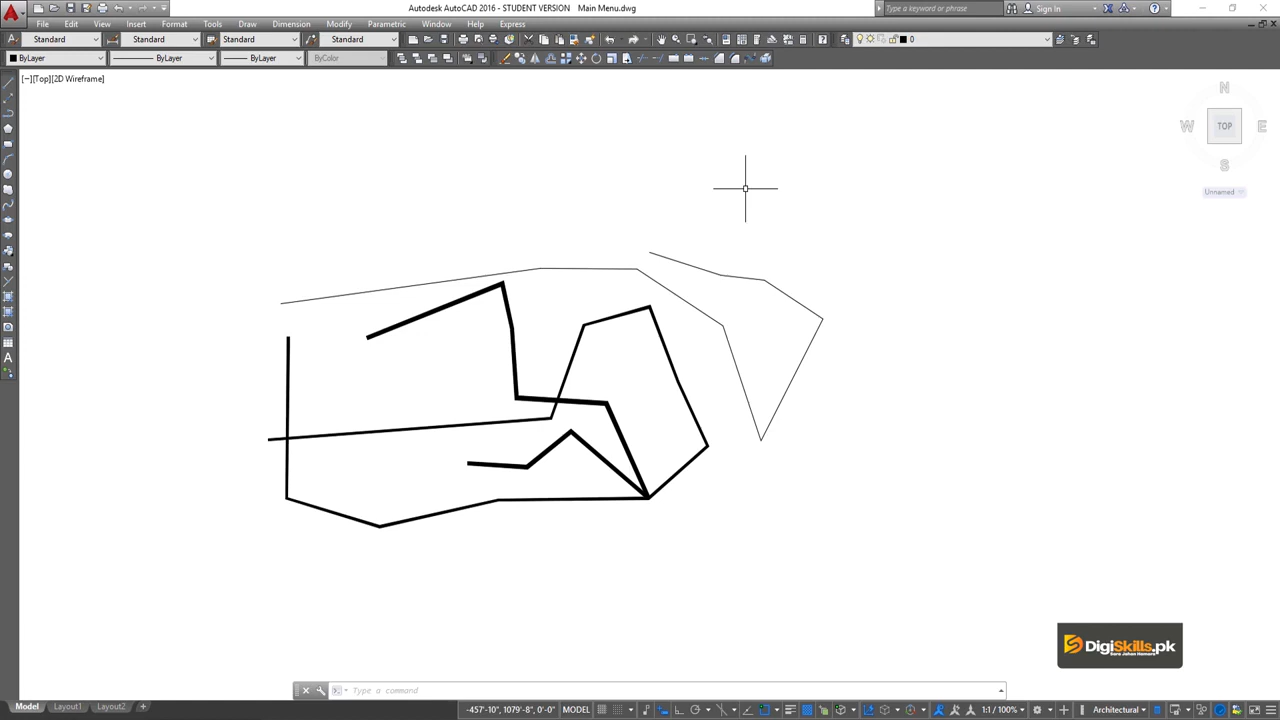 Autodesk AutoCAD 2016 - STUDENT VERSION Main Menu.dwg
Type a keyword or phrase
Sign In
File Edit View Insert Format Tools Draw Dimension Modify Parametric Window Help Express
Standard Standard Standard Standard 0
ByLayer ByLayer ByLayer ByColor
[−][Top][2D Wireframe]
N
W TOP E
S
Unnamed
DigiSkills.pk
Type a command
Model Layout1 Layout2
-457'-10", 1079'-8", 0'-0" MODEL 1:1 / 100% Architectural